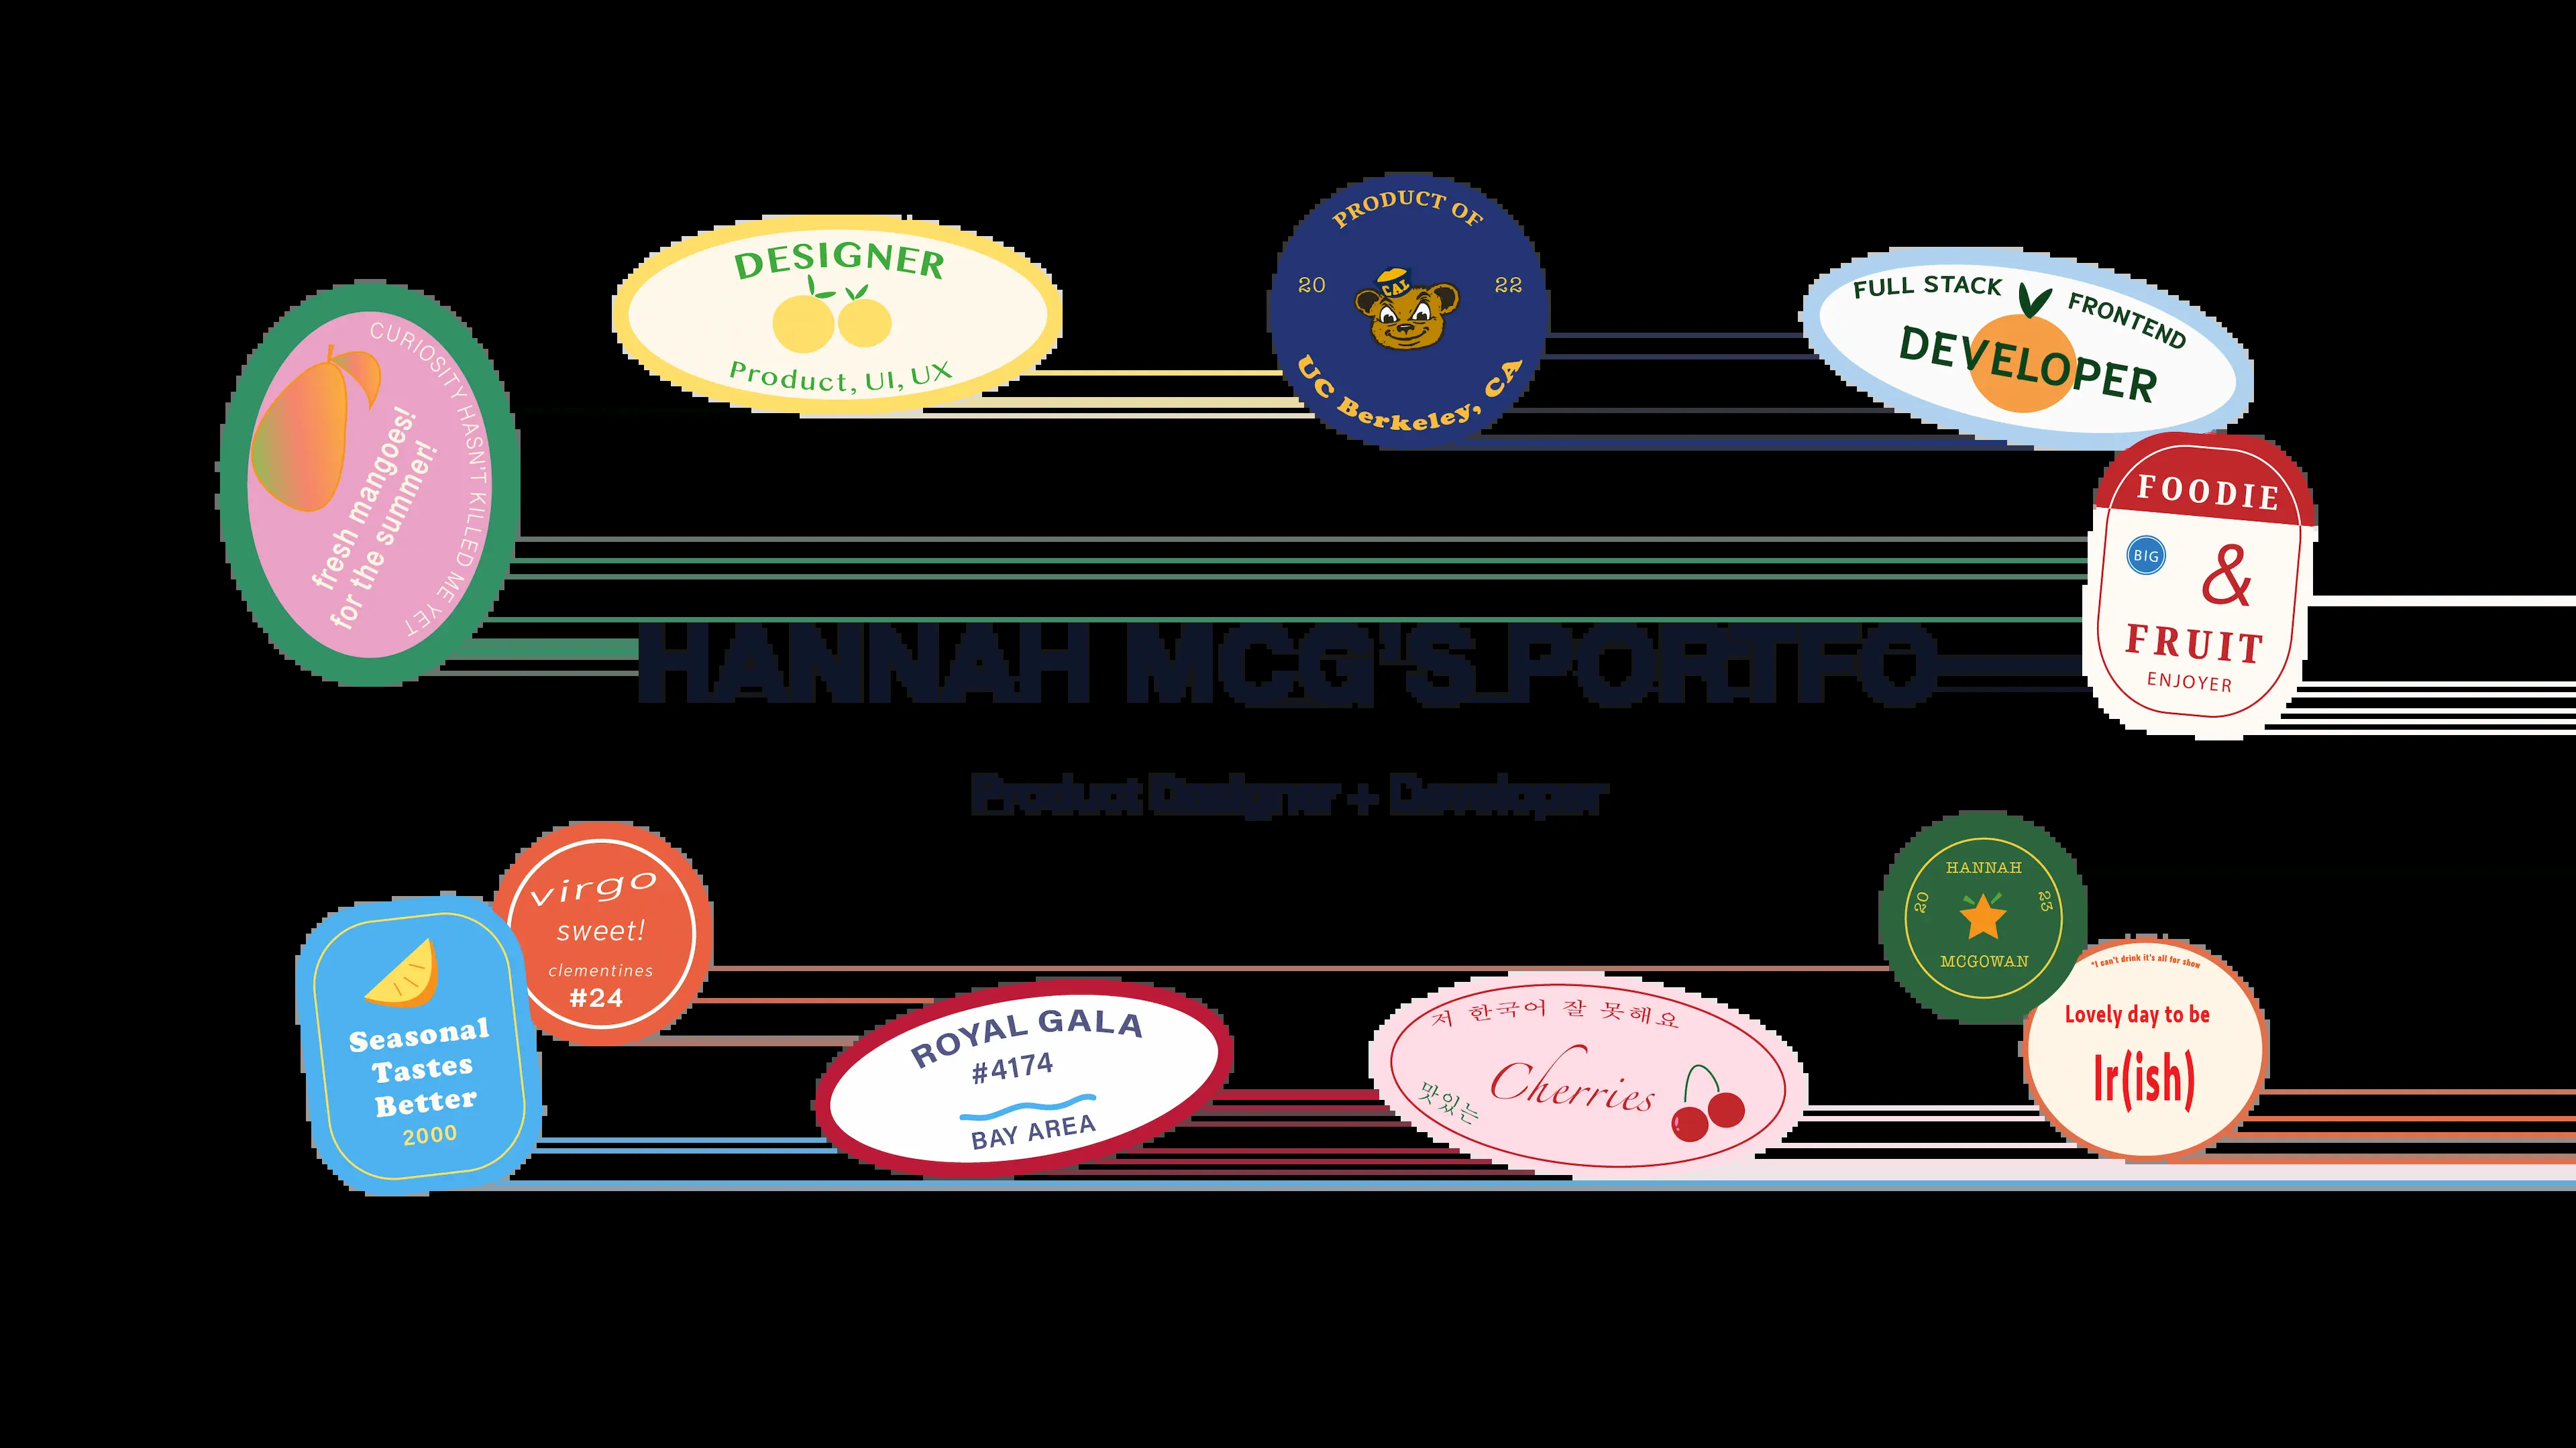 PRODUCT OF
20 22
CAL
UC Berkeley, CA
DESIGNER
Product, UI, UX
FULL STACK FRONTEND
DEVELOPER
CURIOSITY HASN'T KILLED ME YET
fresh mangoes!
for the summer!
FOODIE
BIG
&
FRUIT
ENJOYER
HANNAH MCG'S PORTFO
Product Designer + Developer
virgo
sweet!
clementines
#24
HANNAH
20 23
MCGOWAN
Seasonal
Tastes
Better
2000
*I can't drink it's all for show
Lovely day to be
Ir(ish)
ROYAL GALA
#4174
BAY AREA
저 한국어 잘 못해요
Cherries
맛있는